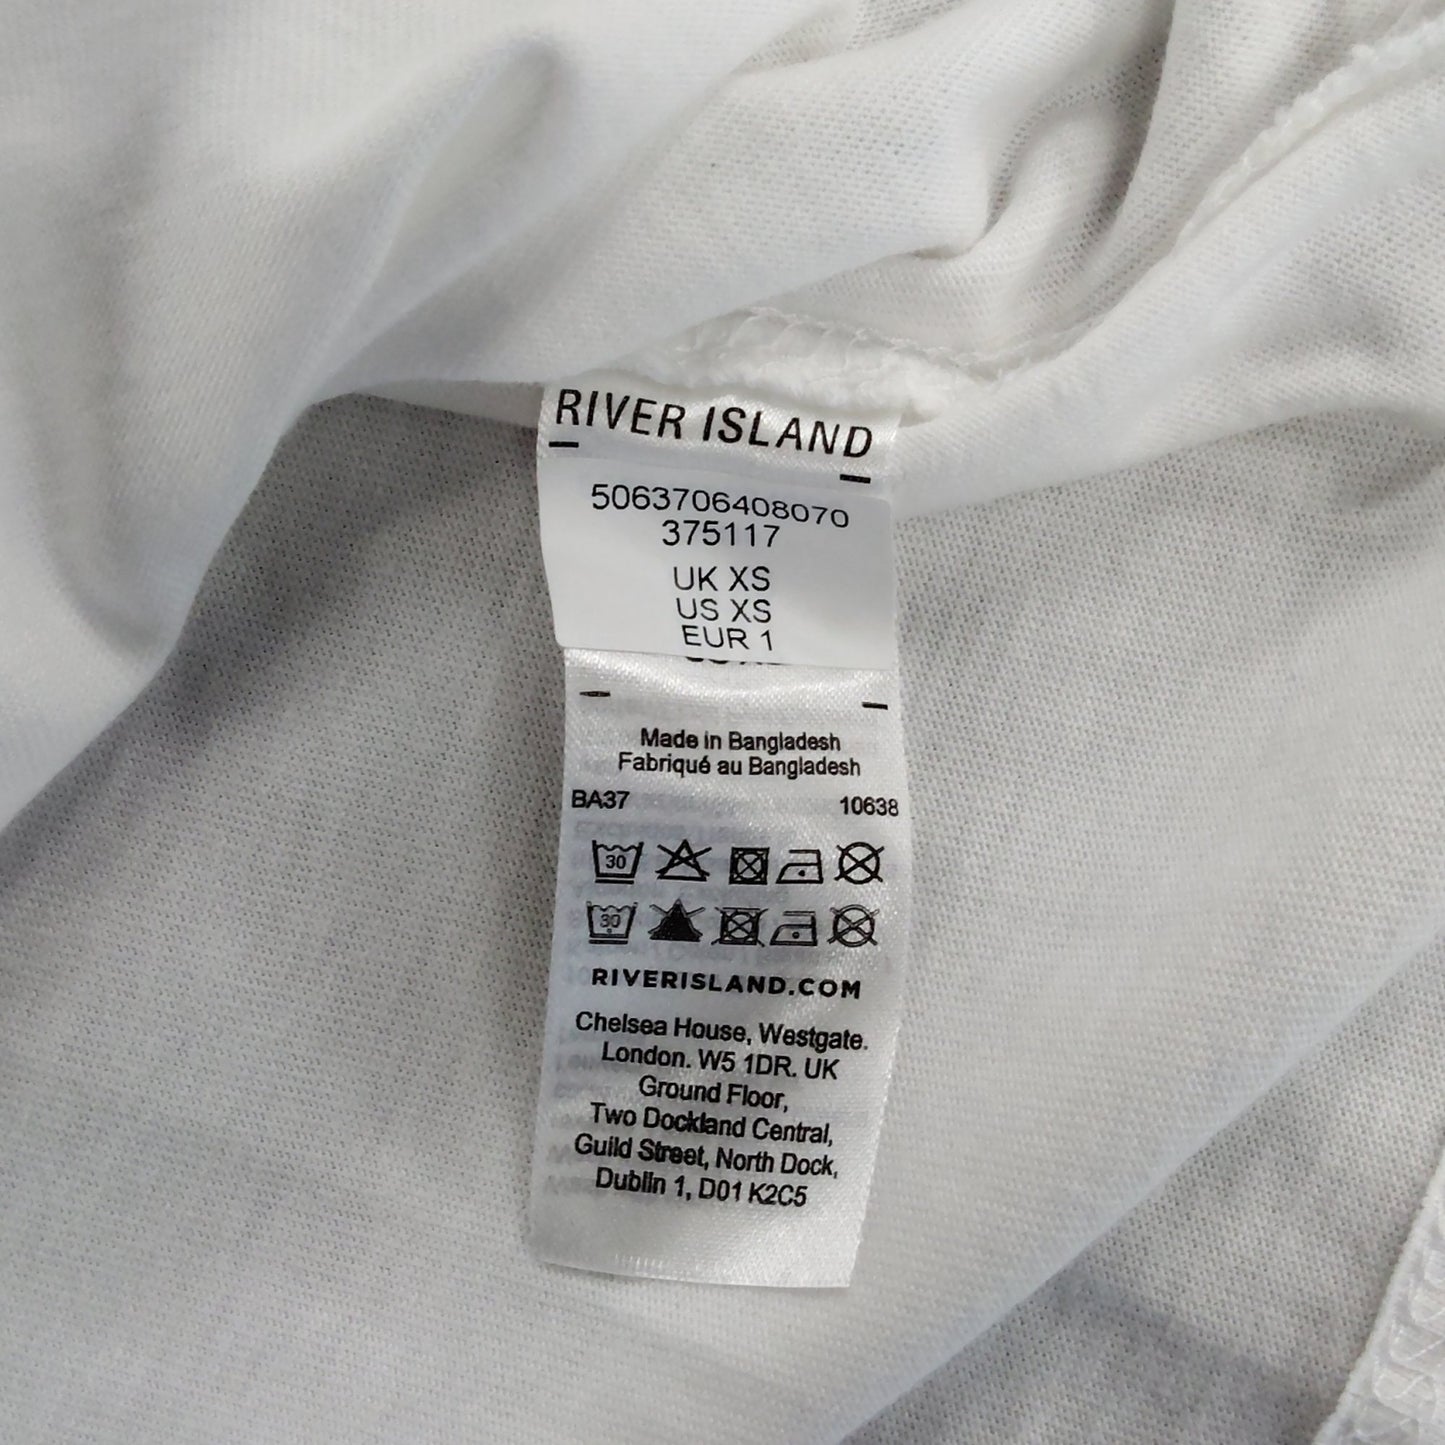 RIVER ISLAND
5063706408070
375117
UK XS
US XS
EUR 1
Made in Bangladesh
Fabriqué au Bangladesh
BA37 10638
30
30
RIVERISLAND.COM
Chelsea House, Westgate.
London. W5 1DR. UK
Ground Floor,
Two Dockland Central,
Guild Street, North Dock,
Dublin 1, D01 K2C5